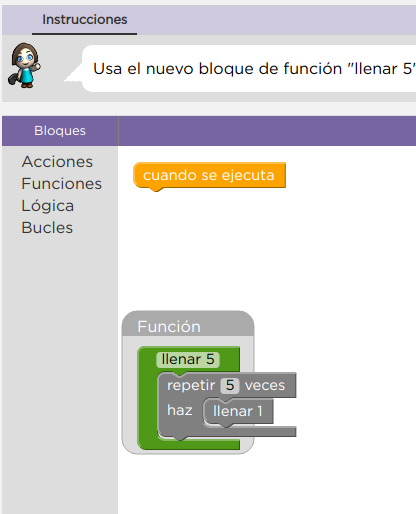 Instrucciones
Usa el nuevo bloque de función "llenar 5"
Bloques
Acciones
Funciones
Lógica
Bucles
cuando se ejecuta
Función
llenar 5
repetir 5 veces
haz llenar 1